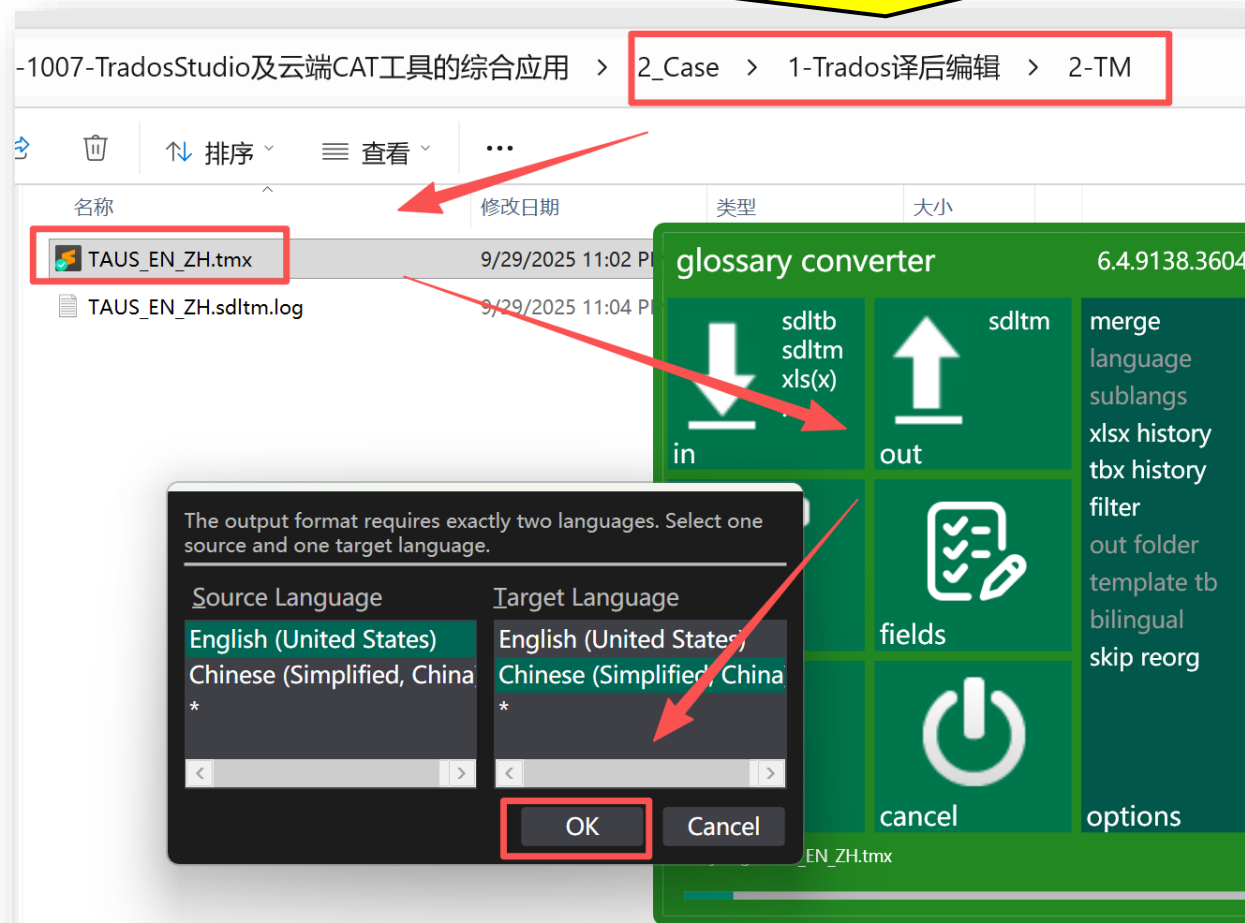 -1007-TradosStudio及云端CAT工具的综合应用 > 2_Case > 1-Trados译后编辑 > 2-TM
排序 查看 ...
名称 修改日期 类型 大小
TAUS_EN_ZH.tmx 9/29/2025 11:02
TAUS_EN_ZH.sdltm.log 9/29/2025 11:04
glossary converter 6.4.9138.3604
sdltb
sdltm
xls(x)
in
sdltm
out
merge
language
sublangs
xlsx history
tbx history
filter
out folder
template tb
bilingual
skip reorg
fields
cancel
options
The output format requires exactly two languages. Select one
source and one target language.
Source Language Target Language
English (United States) English (United States)
Chinese (Simplified, China Chinese (Simplified, China
* *
OK Cancel
_EN_ZH.tmx